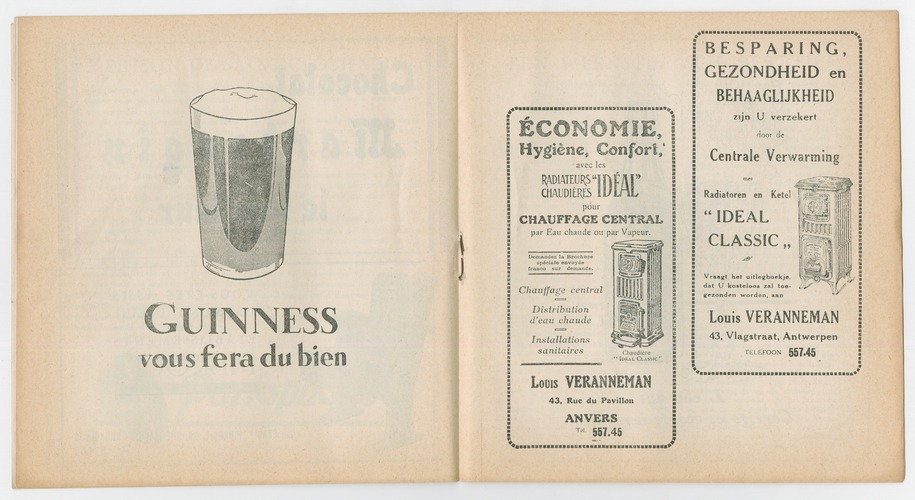 GUINNESS
vous fera du bien
ÉCONOMIE,
Hygiène, Confort,
avec les
RADIATEURS "IDÉAL"
CHAUDIÈRES
pour
CHAUFFAGE CENTRAL
par Eau chaude ou par Vapeur.
Demandez la Brochure
spéciale envoyée
franco sur demande.
Chauffage central
Distribution
d'eau chaude
Installations
sanitaires
Chaudière
"IDEAL CLASSIC"
LOUIS VERANNEMAN
43, Rue du Pavillon
ANVERS
Tél. 557.45
BESPARING,
GEZONDHEID en
BEHAAGLIJKHEID
zijn U verzekert
door de
Centrale Verwarming
met
Radiatoren en Ketel
"IDEAL
CLASSIC„
Vraagt het uitlegboekje,
dat U kosteloos zal toe-
gezonden worden, aan
Louis VERANNEMAN
43, Vlagstraat, Antwerpen
TELEFOON 557.45